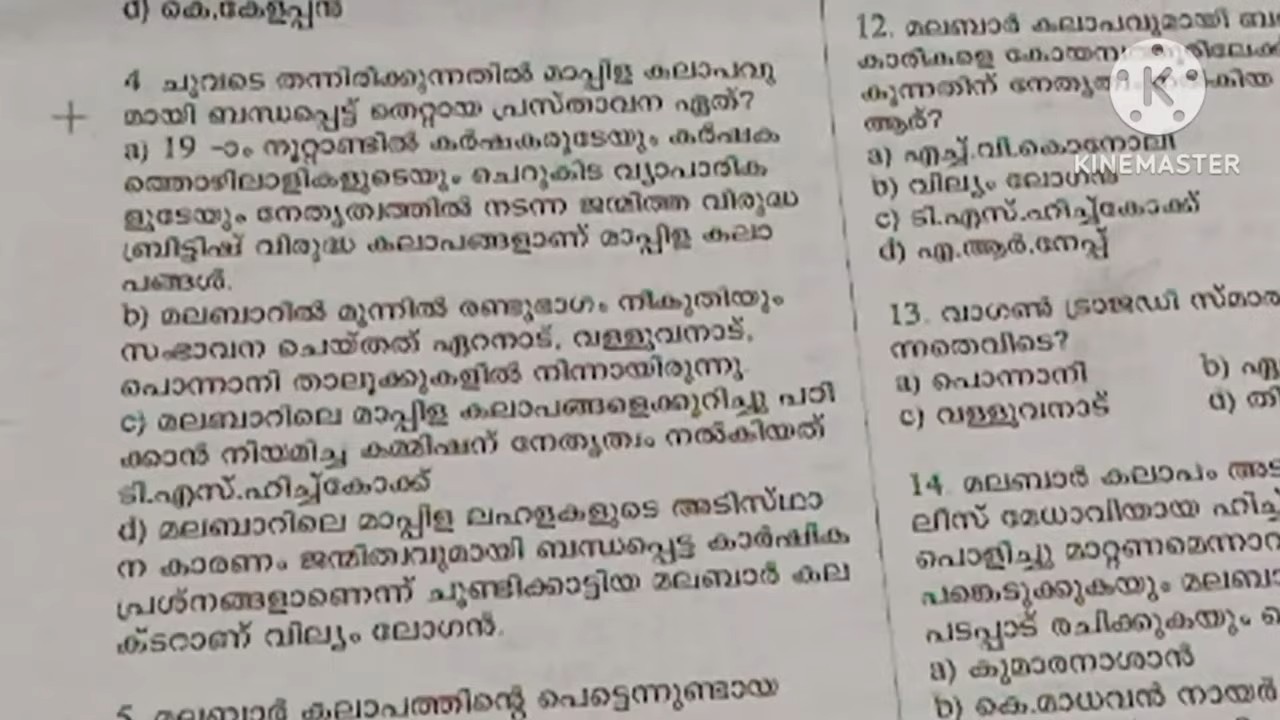 d) കെ.കേളപ്പൻ
4 ചുവടെ തന്നിരിക്കുന്നതിൽ മാപ്പിള കലാപവു
മായി ബന്ധപ്പെട്ട് തെറ്റായ പ്രസ്താവന ഏത്?
a) 19 -ാം നൂറ്റാണ്ടിൽ കർഷകരുടേയും കർഷക
ത്തൊഴിലാളികളുടെയും ചെറുകിട വ്യാപാരിക
ളുടേയും നേതൃത്വത്തിൽ നടന്ന ജന്മിത്ത വിരുദ്ധ
ബ്രിട്ടീഷ് വിരുദ്ധ കലാപങ്ങളാണ് മാപ്പിള കലാ
പങ്ങൾ.
b) മലബാറിൽ മൂന്നിൽ രണ്ടുഭാഗം നികുതിയും
സംഭാവന ചെയ്തത് ഏറനാട്, വള്ളുവനാട്,
പൊന്നാനി താലൂക്കുകളിൽ നിന്നായിരുന്നു.
c) മലബാറിലെ മാപ്പിള കലാപങ്ങളെക്കുറിച്ചു പഠി
ക്കാൻ നിയമിച്ച കമ്മിഷന് നേതൃത്വം നൽകിയത്
ടി.എസ്.ഹിച്ച്കോക്ക്
d) മലബാറിലെ മാപ്പിള ലഹളകളുടെ അടിസ്ഥാ
ന കാരണം ജന്മിത്വവുമായി ബന്ധപ്പെട്ട കാർഷിക
പ്രശ്നങ്ങളാണെന്ന് ചൂണ്ടിക്കാട്ടിയ മലബാർ കല
ക്ടറാണ് വില്യം ലോഗൻ.
5 മലബാർ കലാപത്തിന്റെ പെട്ടെന്നുണ്ടായ
12. മലബാർ കലാപവുമായി
കാരികളെ
കുന്നതിന്
ആര്?
a) എച്ച്.വി.കൊനോലി
b) വില്യം ലോഗൻ
c) ടി.എസ്.ഹിച്ച്കോക്ക്
d) എ.ആർ.നേപ്പ്
13. വാഗൺ ട്രാജഡി
ന്നതെവിടെ?
a) പൊന്നാനി b)
c) വള്ളുവനാട് d)
14 മലബാർ കലാപം
ലീസ് മേധാവിയായ
പൊളിച്ചു
പങ്കെടുക്കുകയും
പടപ്പാട് രചിക്കുകയും
a) കുമാരനാശാൻ
b) കെ.മാധവൻ നായർ
KINEMASTER